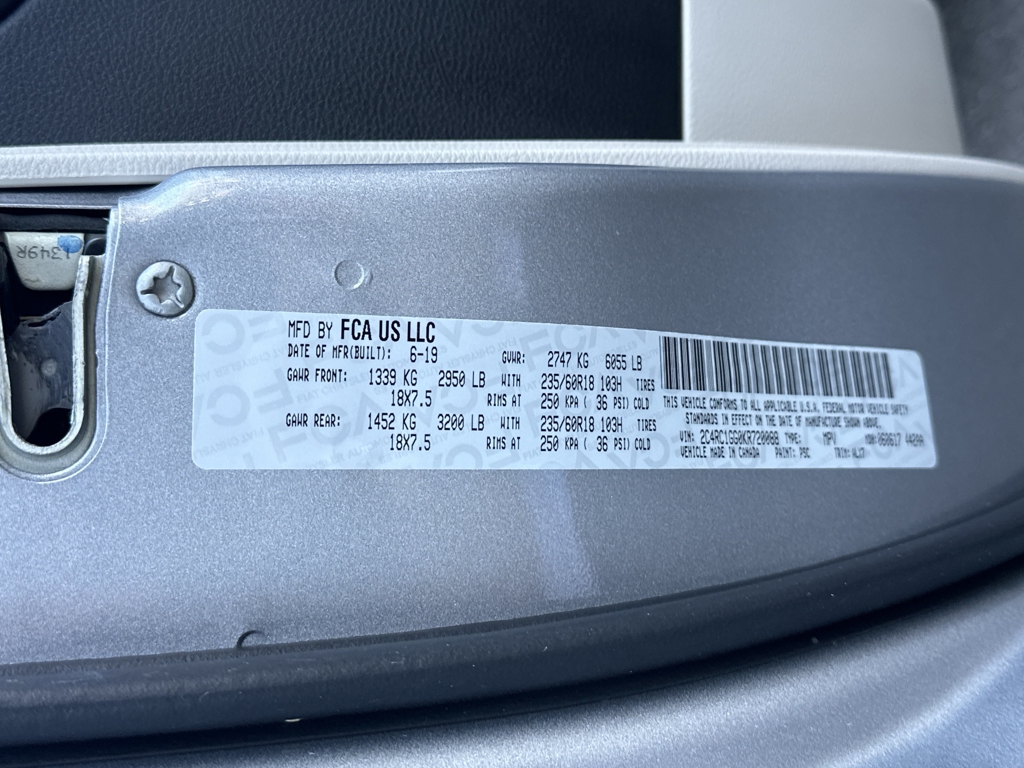 1349R
MFD BY FCA US LLC
DATE OF MFR(BUILT): 6-19 GVWR: 2747 KG 6055 LB
GAWR FRONT: 1339 KG 2950 LB WITH 235/60R18 103H TIRES
18X7.5 RIMS AT 250 KPA ( 36 PSI) COLD
GAWR REAR: 1452 KG 3200 LB WITH 235/60R18 103H TIRES
18X7.5 RIMS AT 250 KPA ( 36 PSI) COLD
THIS VEHICLE CONFORMS TO ALL APPLICABLE U.S.A. FEDERAL MOTOR VEHICLE SAFETY
STANDARDS IN EFFECT ON THE DATE OF MANUFACTURE SHOWN ABOVE.
VIN: TYPE: MPV MDH: 060617
VEHICLE MADE IN CANADA PAINT: PSC TRIM: